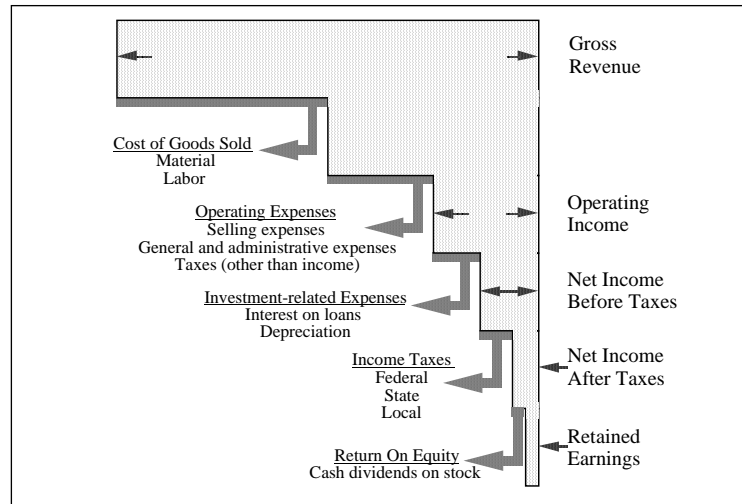 Gross
Revenue
Cost of Goods Sold
Material
Labor
Operating Expenses
Selling expenses
General and administrative expenses
Taxes (other than income)
Operating
Income
Investment-related Expenses
Interest on loans
Depreciation
Net Income
Before Taxes
Income Taxes
Federal
State
Local
Net Income
After Taxes
Return On Equity
Cash dividends on stock
Retained
Earnings